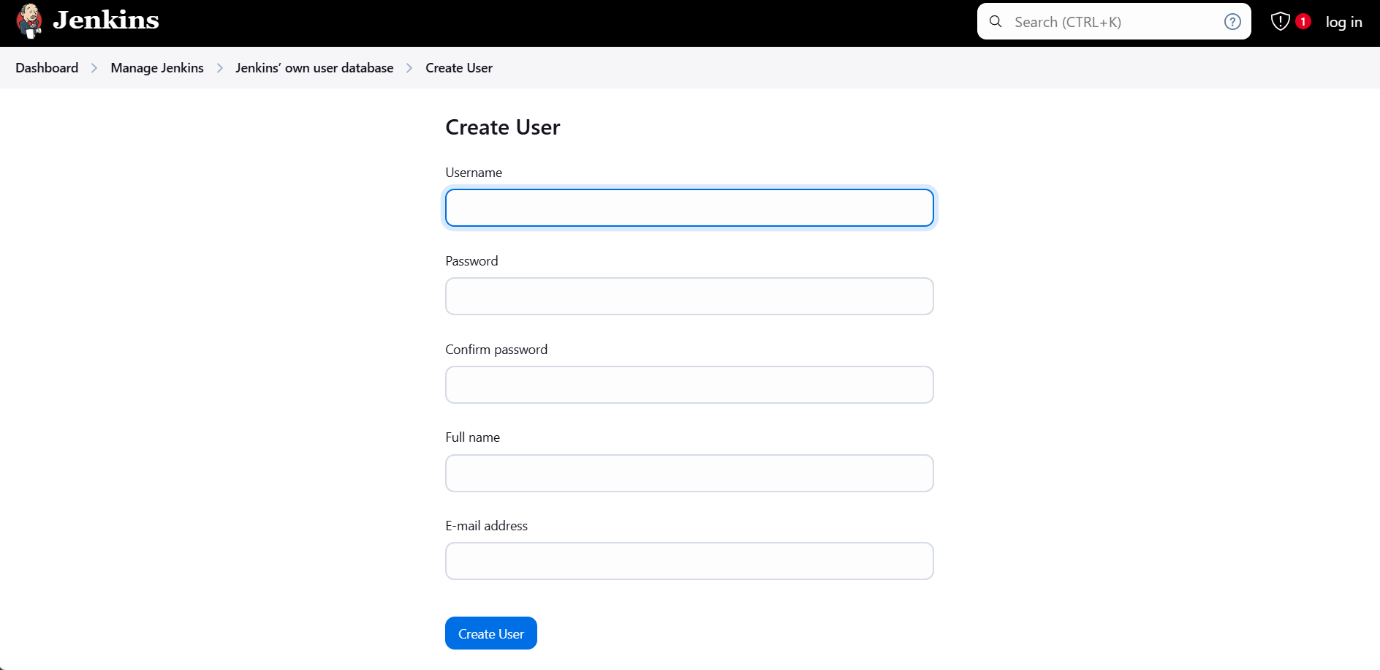 Jenkins
Search (CTRL+K)
?
1
log in
Dashboard
Manage Jenkins
Jenkins’ own user database
Create User
Create User
Username
Password
Confirm password
Full name
E-mail address
Create User